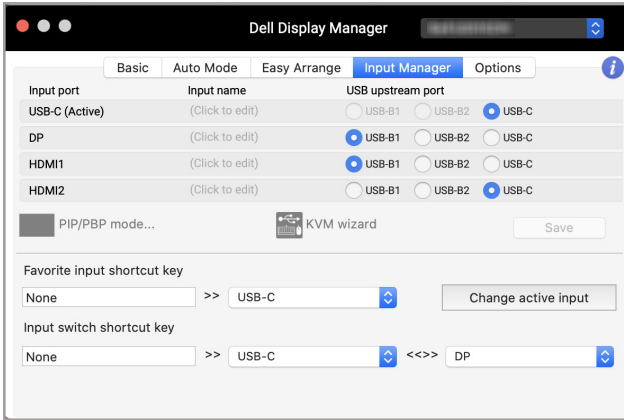 Dell Display Manager
Basic Auto Mode Easy Arrange Input Manager Options i
Input port Input name USB upstream port
USB-C (Active) (Click to edit) USB-B1 USB-B2 USB-C
DP (Click to edit) USB-B1 USB-B2 USB-C
HDMI1 (Click to edit) USB-B1 USB-B2 USB-C
HDMI2 (Click to edit) USB-B1 USB-B2 USB-C
PIP/PBP mode... KVM wizard Save
Favorite input shortcut key
None >> USB-C Change active input
Input switch shortcut key
None >> USB-C <<>> DP